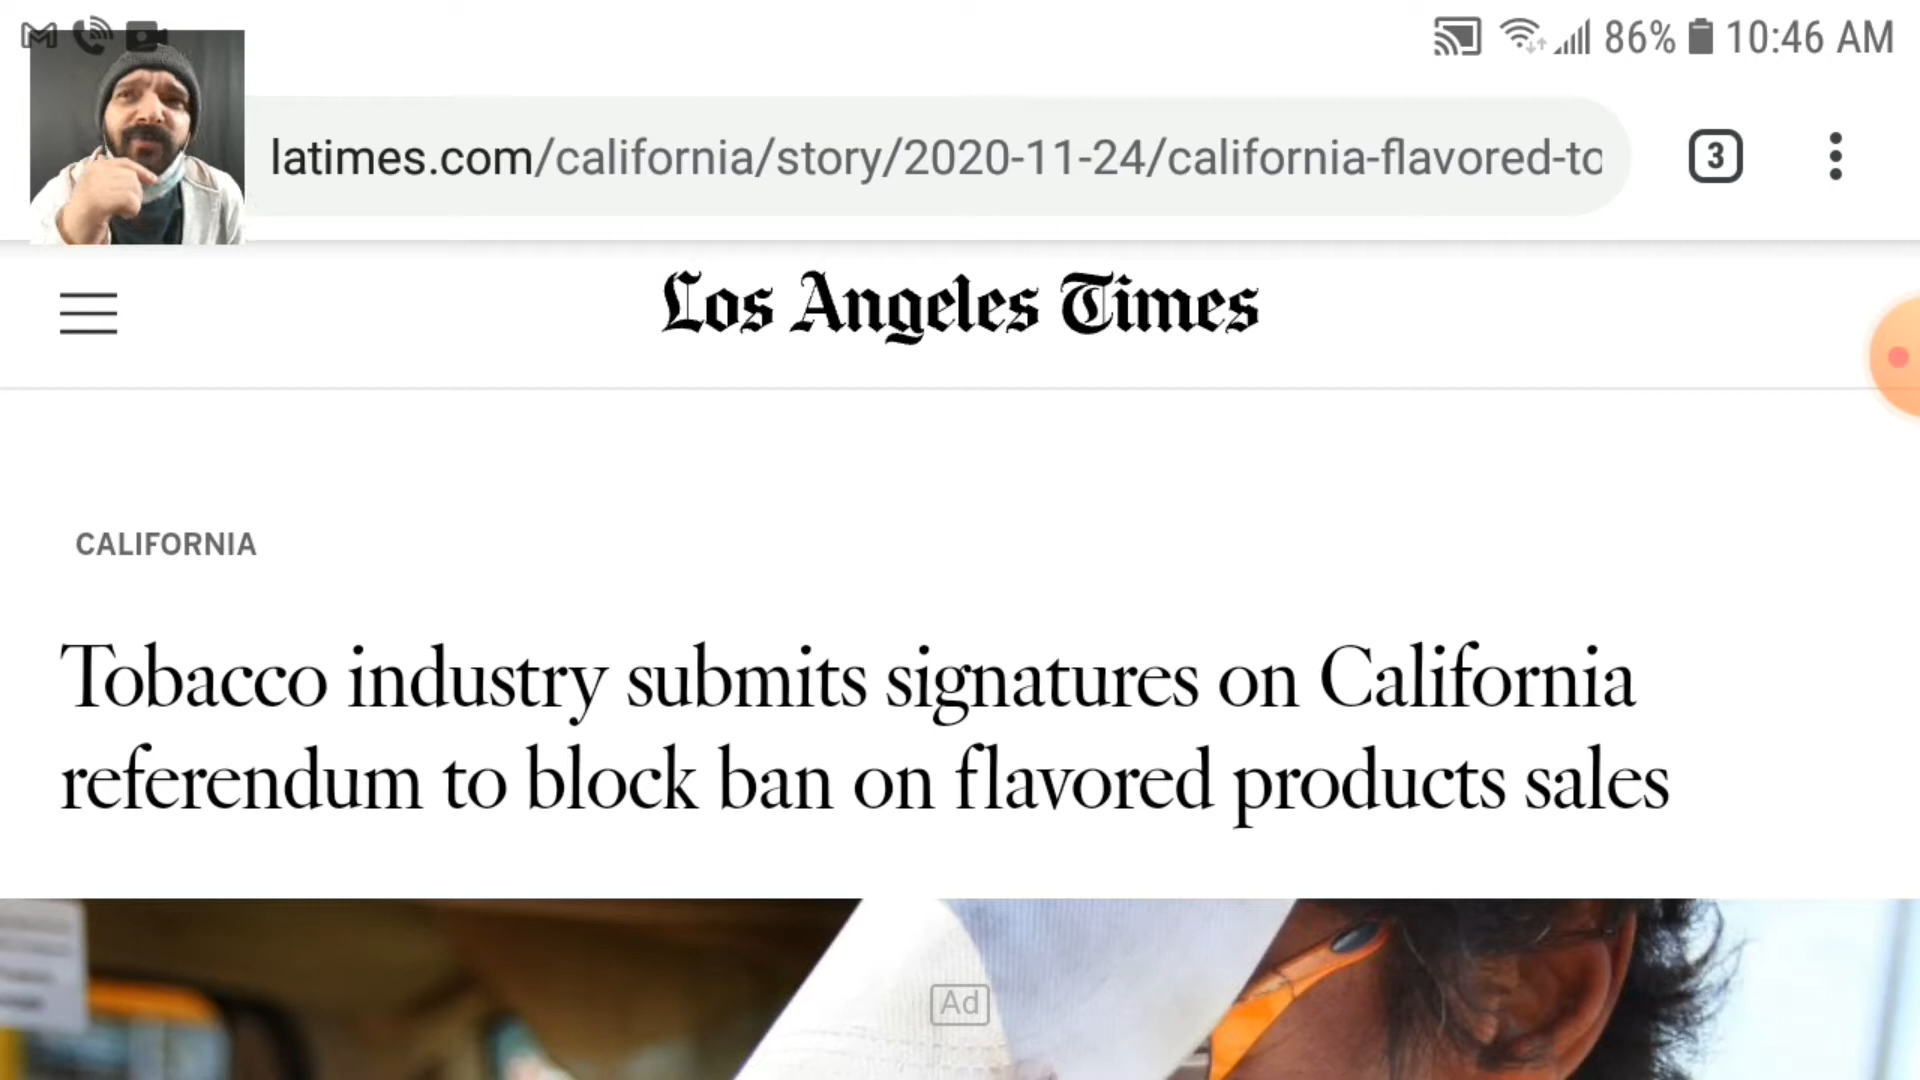 86% 10:46 AM
latimes.com/california/story/2020-11-24/california-flavored-to
3
Los Angeles Times
CALIFORNIA
Tobacco industry submits signatures on California
referendum to block ban on flavored products sales
Ad